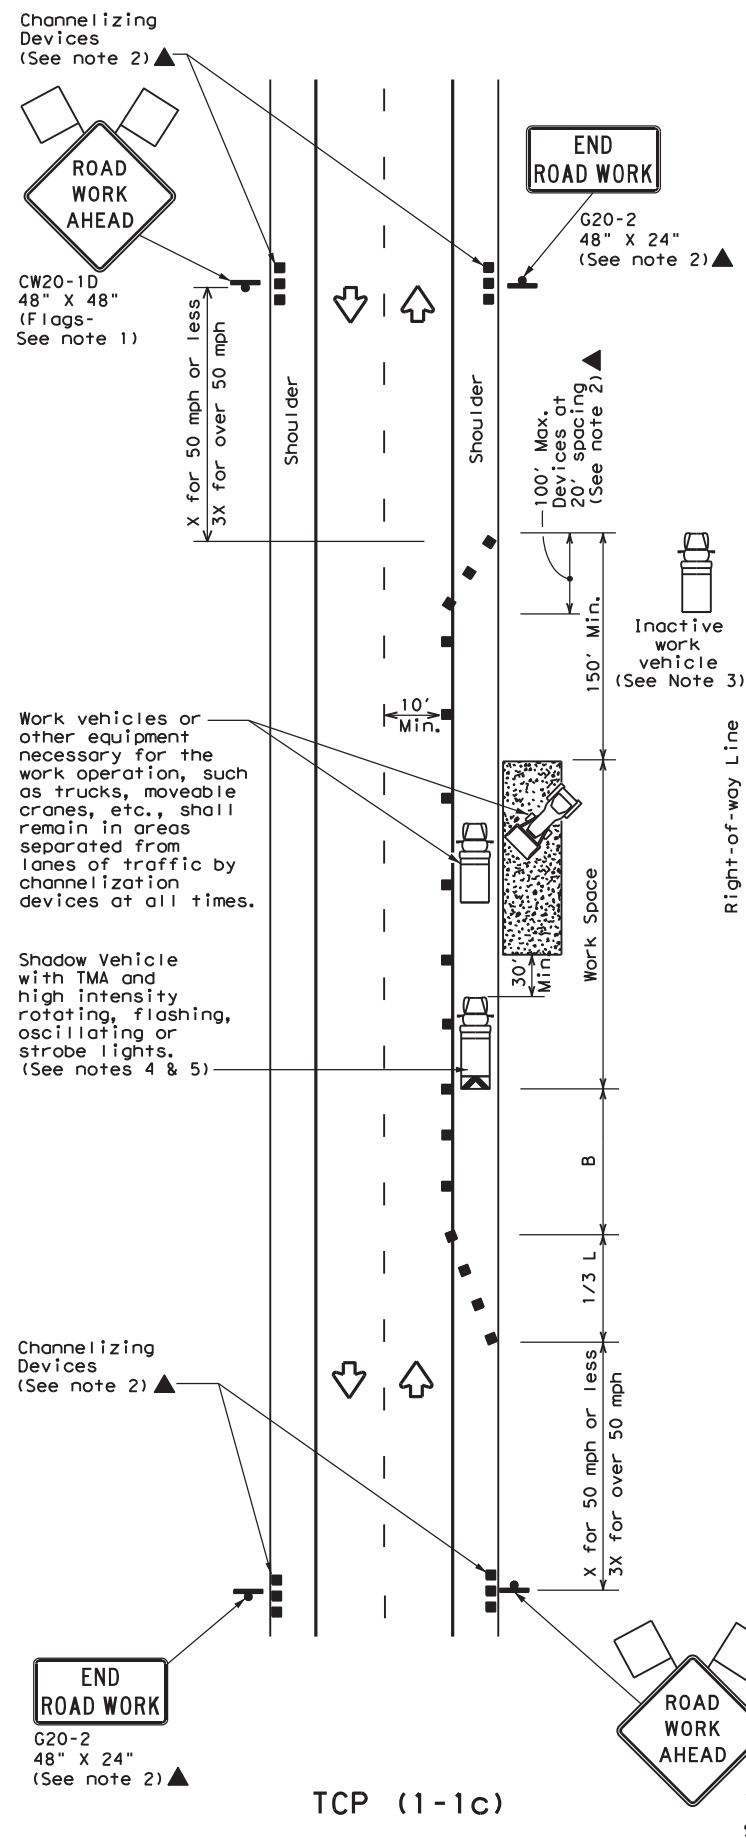 Channelizing
Devices
(See note 2) ▲
ROAD
WORK
AHEAD
CW20-1D
48" X 48"
(Flags-
See note 1)
END
ROAD WORK
G20-2
48" X 24"
(See note 2) ▲
X for 50 mph or less
3X for over 50 mph
Shoulder
Shoulder
100' Max.
Devices at
20' spacing
(See note 2) ▲
150' Min.
Inactive
work
vehicle
(See Note 3)
Right-of-way Line
10'
Min.
Work vehicles or
other equipment
necessary for the
work operation, such
as trucks, moveable
cranes, etc., shall
remain in areas
separated from
lanes of traffic by
channelization
devices at all times.
Work Space
30'
Min.
Shadow Vehicle
with TMA and
high intensity
rotating, flashing,
oscillating or
strobe lights.
(See notes 4 & 5)
B
1/3 L
Channelizing
Devices
(See note 2) ▲
X for 50 mph or less
3X for over 50 mph
END
ROAD WORK
G20-2
48" X 24"
(See note 2) ▲
ROAD
WORK
AHEAD
TCP (1-1c)